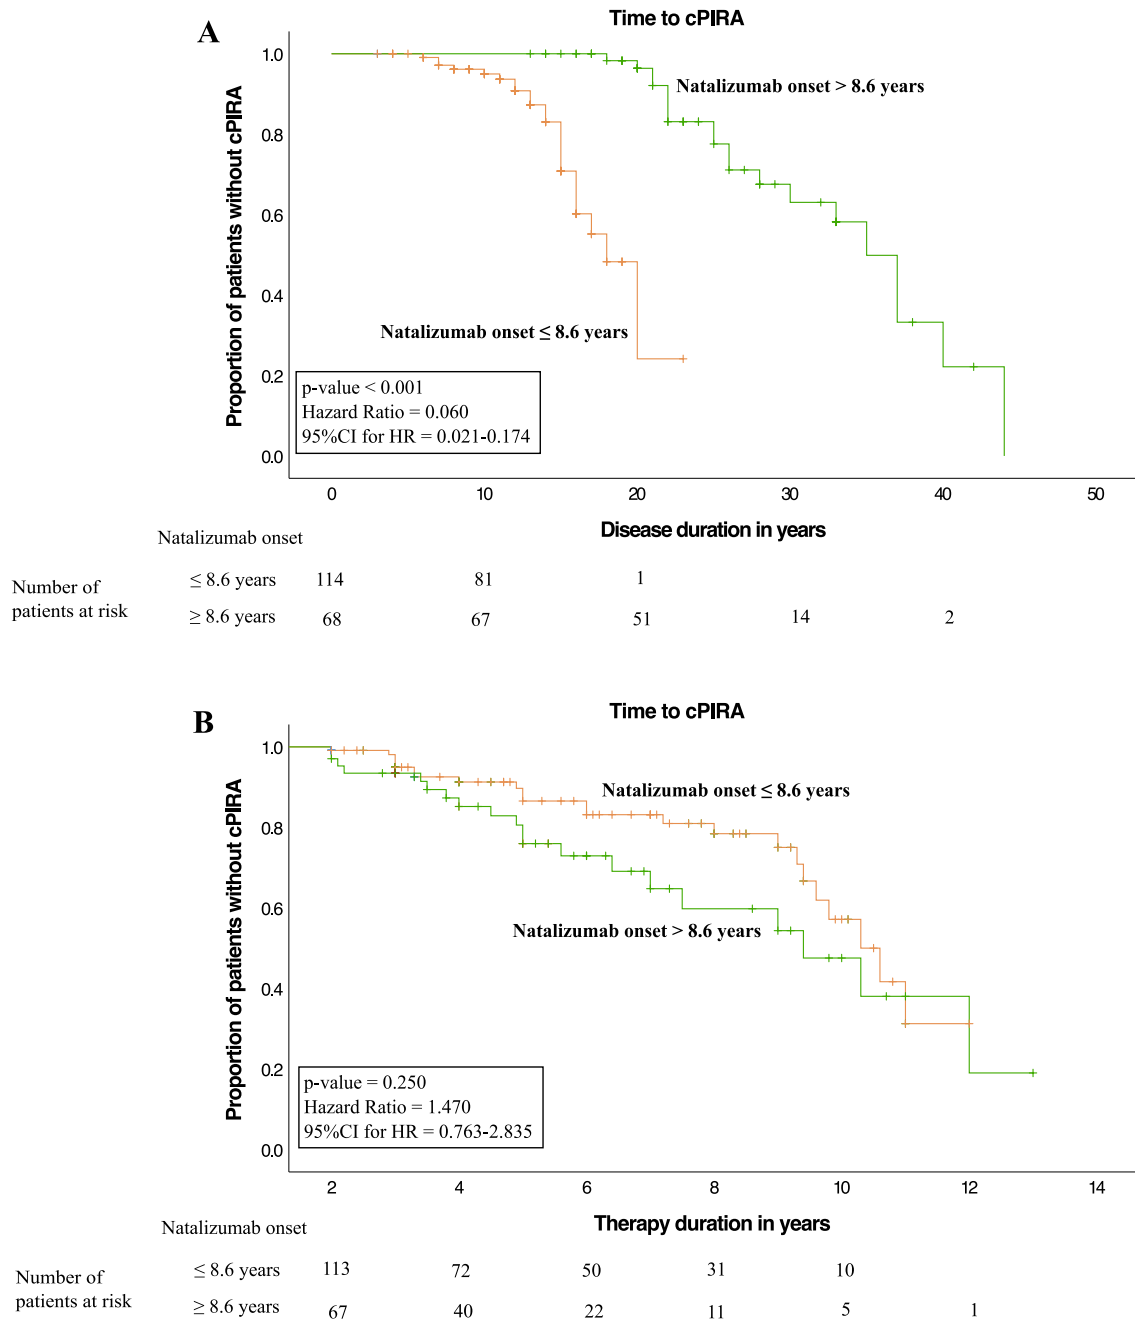 A
Time to cPIRA
Proportion of patients without cPIRA
1.0
0.8
0.6
0.4
0.2
0.0
Natalizumab onset > 8.6 years
Natalizumab onset ≤ 8.6 years
p-value < 0.001
Hazard Ratio = 0.060
95%CI for HR = 0.021-0.174
0 10 20 30 40 50
Disease duration in years
Natalizumab onset
Number of
patients at risk
≤ 8.6 years 114 81 1
≥ 8.6 years 68 67 51 14 2
B
Time to cPIRA
Proportion of patients without cPIRA
1.0
0.8
0.6
0.4
0.2
0.0
Natalizumab onset ≤ 8.6 years
Natalizumab onset > 8.6 years
p-value = 0.250
Hazard Ratio = 1.470
95%CI for HR = 0.763-2.835
2 4 6 8 10 12 14
Therapy duration in years
Natalizumab onset
Number of
patients at risk
≤ 8.6 years 113 72 50 31 10
≥ 8.6 years 67 40 22 11 5 1